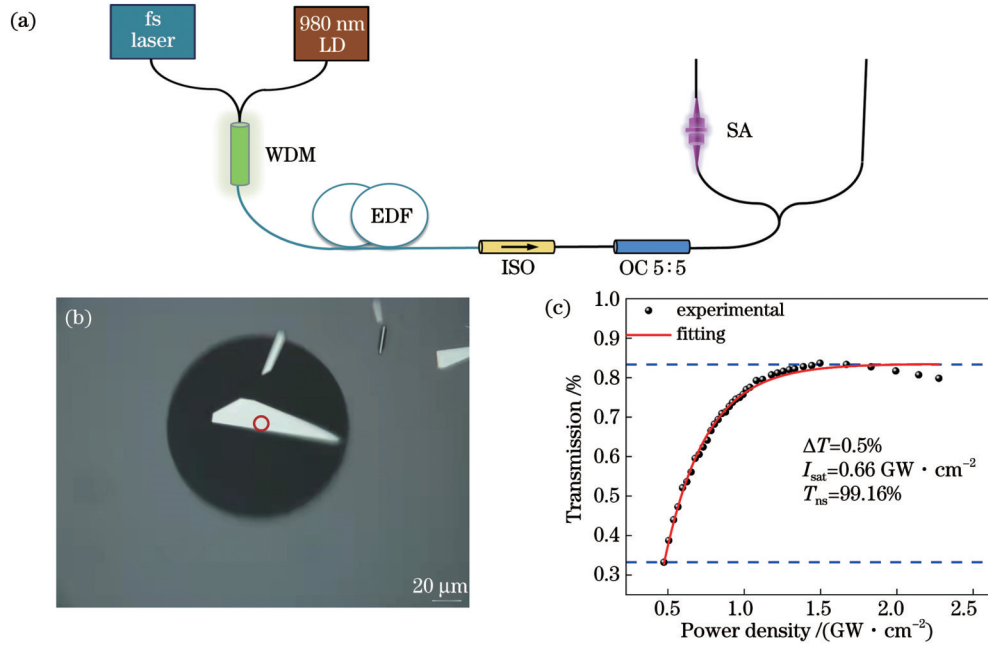 (a)
fs
laser
980 nm
LD
WDM
EDF
ISO
OC 5∶5
SA
(b)
20 μm
(c)
1.0
0.9
0.8
0.7
0.6
0.5
0.4
0.3
Transmission /%
experimental
fitting
ΔT=0.5%
I_sat=0.66 GW · cm⁻²
T_ns=99.16%
0.5 1.0 1.5 2.0 2.5
Power density /(GW · cm⁻²)